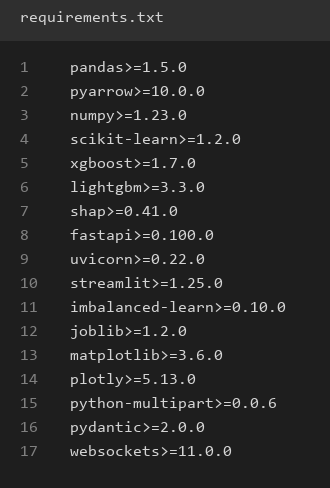 requirements.txt
1 pandas>=1.5.0
2 pyarrow>=10.0.0
3 numpy>=1.23.0
4 scikit-learn>=1.2.0
5 xgboost>=1.7.0
6 lightgbm>=3.3.0
7 shap>=0.41.0
8 fastapi>=0.100.0
9 uvicorn>=0.22.0
10 streamlit>=1.25.0
11 imbalanced-learn>=0.10.0
12 joblib>=1.2.0
13 matplotlib>=3.6.0
14 plotly>=5.13.0
15 python-multipart>=0.0.6
16 pydantic>=2.0.0
17 websockets>=11.0.0